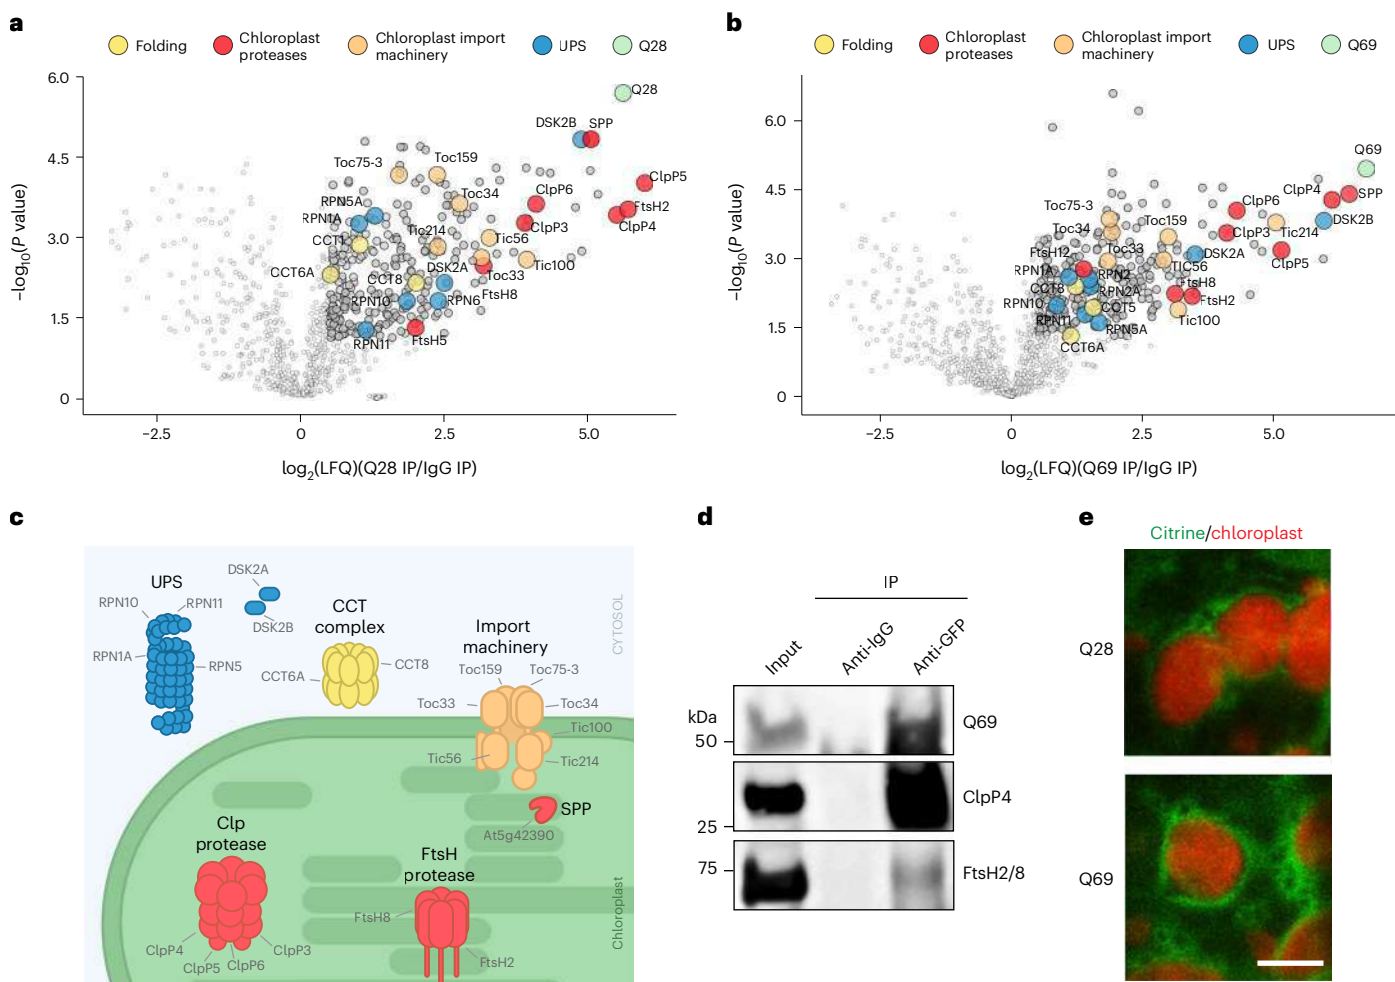 a
Folding
Chloroplast
proteases
Chloroplast import
machinery
UPS
Q28
6.0
4.5
3.0
1.5
0
−log10(P value)
−2.5
0
2.5
5.0
log2(LFQ)(Q28 IP/IgG IP)
Q28
DSK2B
SPP
Toc75-3
Toc159
ClpP5
RPN5A
Toc34
ClpP6
FtsH2
RPN1A
ClpP3
ClpP4
CCT1
Tic214
Tic56
CCT6A
CCT8
DSK2A
Tic100
Toc33
RPN10
RPN6
FtsH8
RPN11
FtsH5
b
Folding
Chloroplast
proteases
Chloroplast import
machinery
UPS
Q69
6.0
4.5
3.0
1.5
0
−log10(P value)
−2.5
0
2.5
5.0
log2(LFQ)(Q69 IP/IgG IP)
Q69
ClpP4
SPP
ClpP6
Toc75-3
Toc159
DSK2B
Toc34
ClpP3
Tic214
Toc33
FtsH12
DSK2A
ClpP5
RPN1A
RPN2
TIC56
CCT8
RPN2A
FtsH8
RPN10
CCT5
FtsH2
RPN11
RPN5A
Tic100
CCT6A
c
UPS
DSK2A
RPN10
RPN11
DSK2B
RPN1A
RPN5
CCT
complex
CCT6A
CCT8
CYTOSOL
Import
machinery
Toc159
Toc75-3
Toc33
Toc34
Tic100
Tic56
Tic214
SPP
At5g42390
Clp
protease
ClpP4
ClpP5
ClpP6
ClpP3
FtsH
protease
FtsH8
FtsH2
Chloroplast
d
IP
Input
Anti-IgG
Anti-GFP
kDa
50
Q69
25
ClpP4
75
FtsH2/8
e
Citrine/chloroplast
Q28
Q69